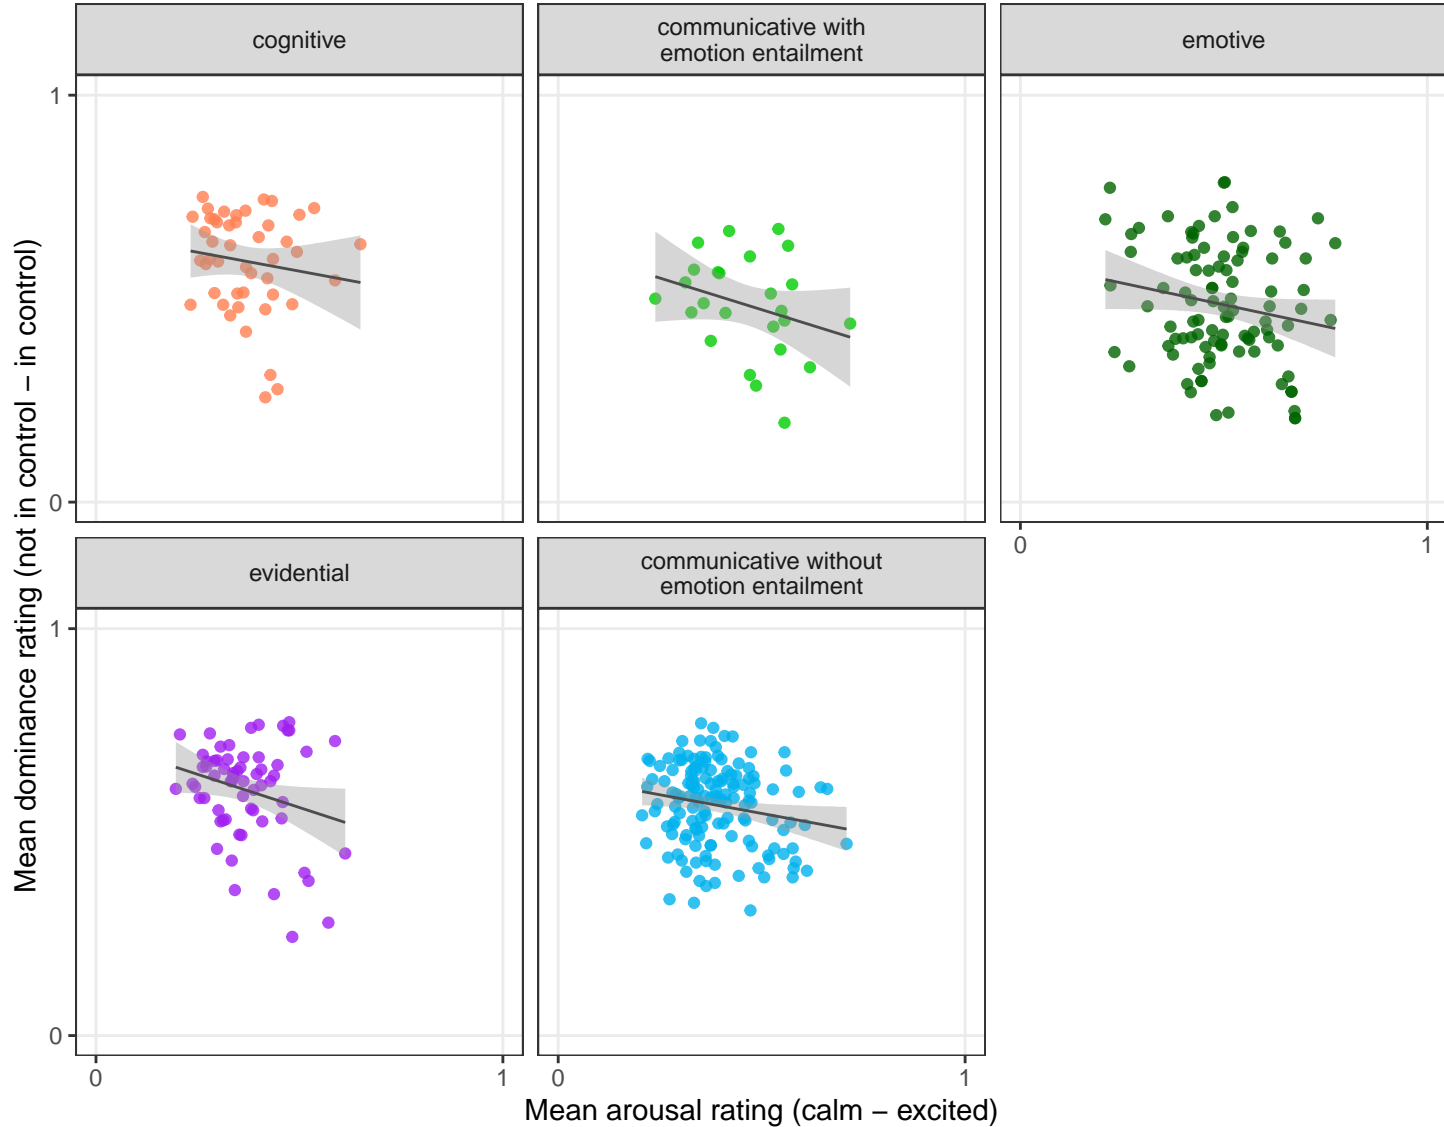 cognitive
communicative with
emotion entailment
emotive
1
0
0
1
evidential
communicative without
emotion entailment
1
0
0
1
0
1
Mean dominance rating (not in control − in control)
Mean arousal rating (calm − excited)